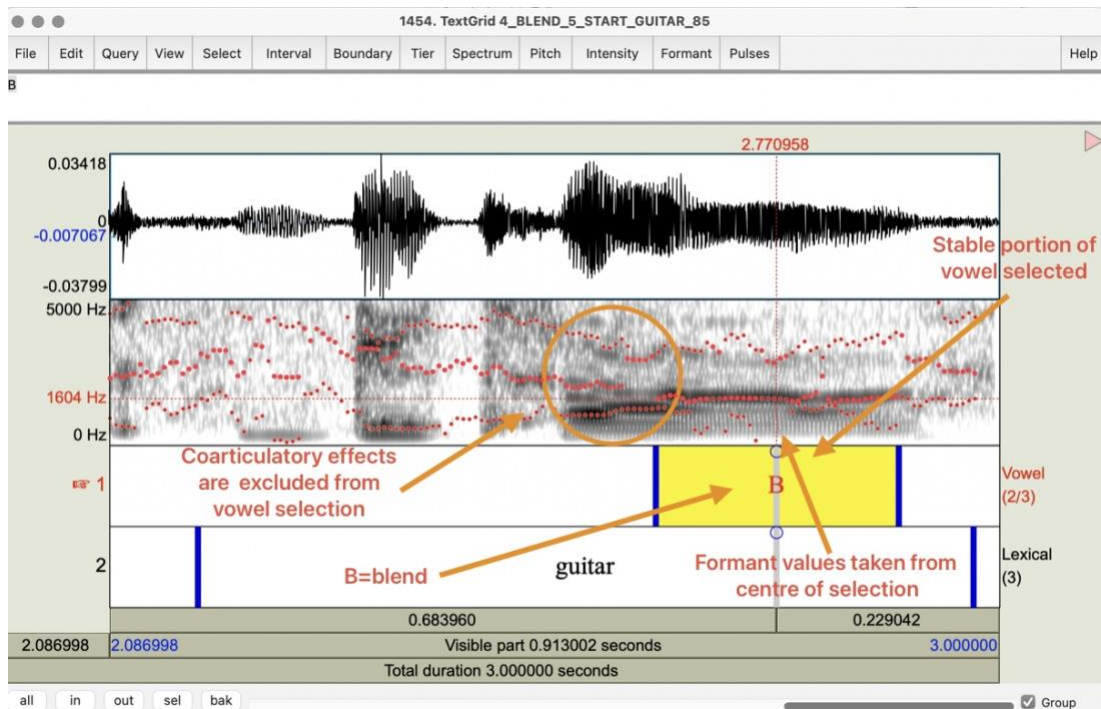 1454. TextGrid 4_BLEND_5_START_GUITAR_85
File Edit Query View Select Interval Boundary Tier Spectrum Pitch Intensity Formant Pulses Help
B
2.770958
0.03418
0
-0.007067
-0.03799
Stable portion of
vowel selected
5000 Hz
1604 Hz
0 Hz
Coarticulatory effects
are excluded from
vowel selection
1
B
Vowel
(2/3)
2
B=blend
guitar
Formant values taken from
centre of selection
Lexical
(3)
0.683960 0.229042
2.086998 2.086998 Visible part 0.913002 seconds 3.000000
Total duration 3.000000 seconds
all in out sel bak Group